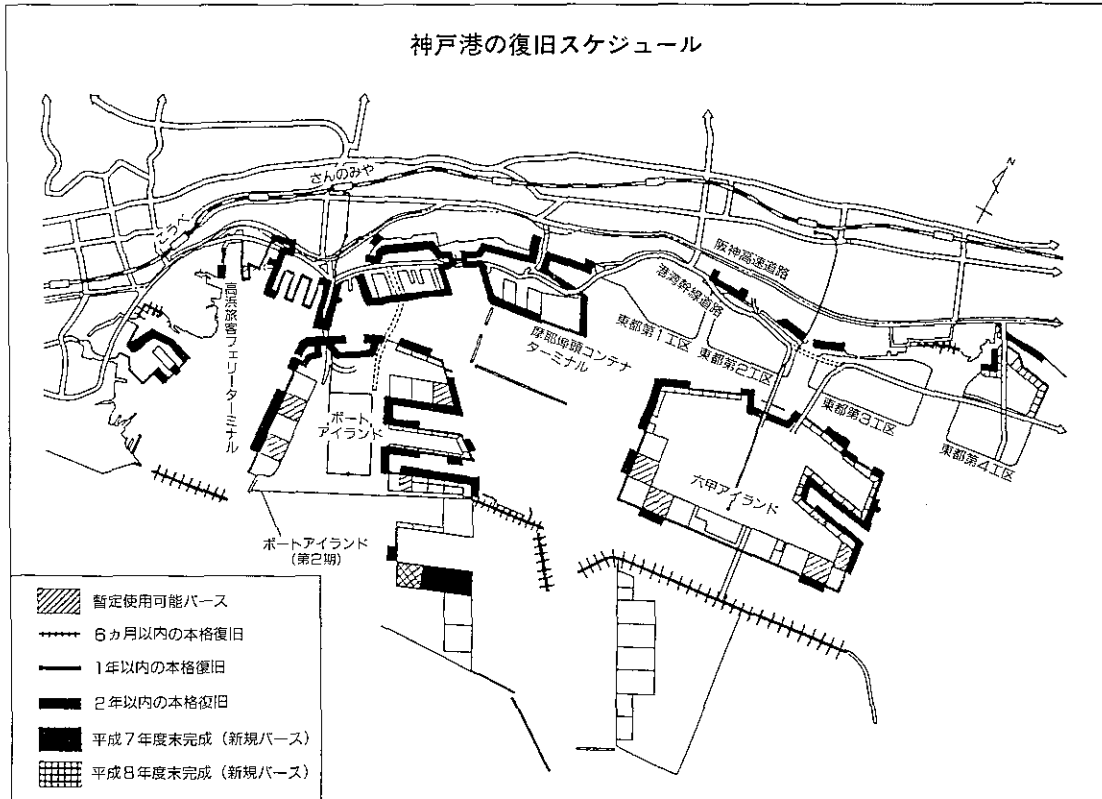 神戸港の復旧スケジュール
N
さんのみや
こうべ
阪神高速道路
港湾幹線道路
高浜旅客フェリーターミナル
摩耶埠頭コンテナ
ターミナル
東部第1工区
東部第2工区
東部第3工区
東部第4工区
ポート
アイランド
六甲アイランド
ポートアイランド
(第2期)
暫定使用可能バース
6ヵ月以内の本格復旧
1年以内の本格復旧
2年以内の本格復旧
平成7年度末完成(新規バース)
平成8年度末完成(新規バース)